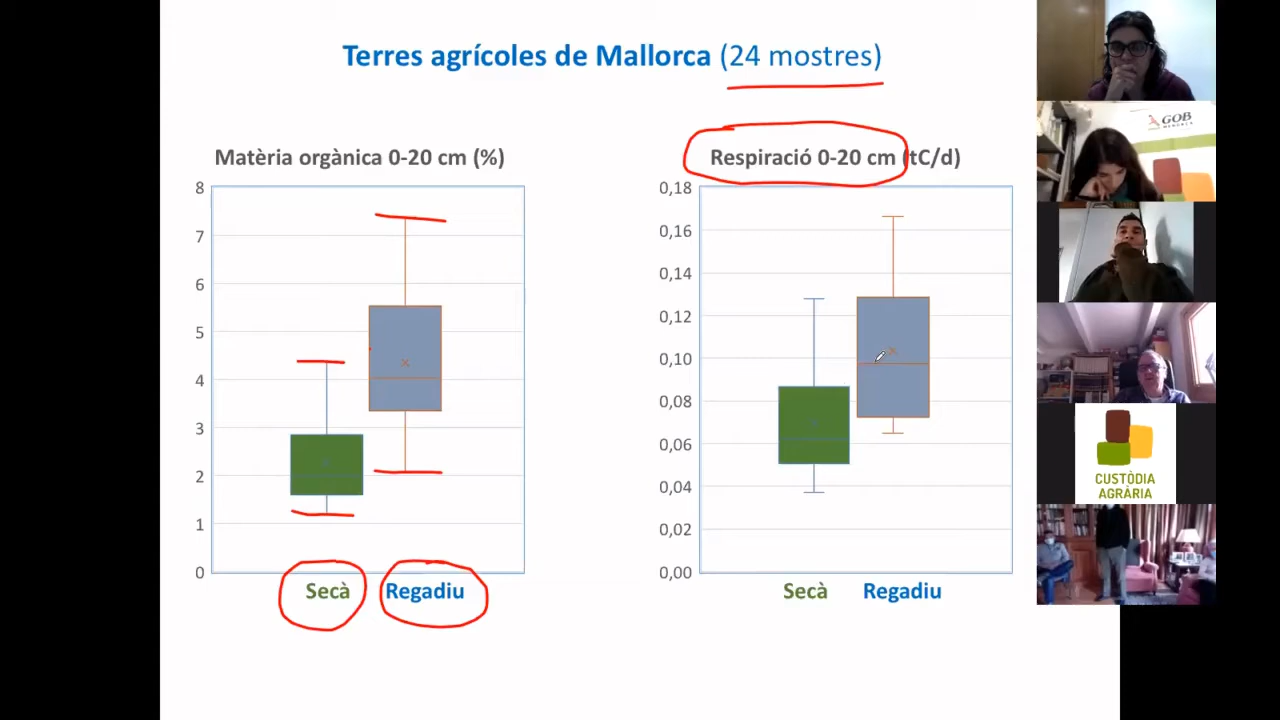 Terres agrícoles de Mallorca (24 mostres)
Matèria orgànica 0-20 cm (%)
8
7
6
5
4
3
2
1
0
Secà
Regadiu
Respiració 0-20 cm (tC/d)
0,18
0,16
0,14
0,12
0,10
0,08
0,06
0,04
0,02
0,00
Secà
Regadiu
GOB
MENORCA
CUSTÒDIA
AGRÀRIA